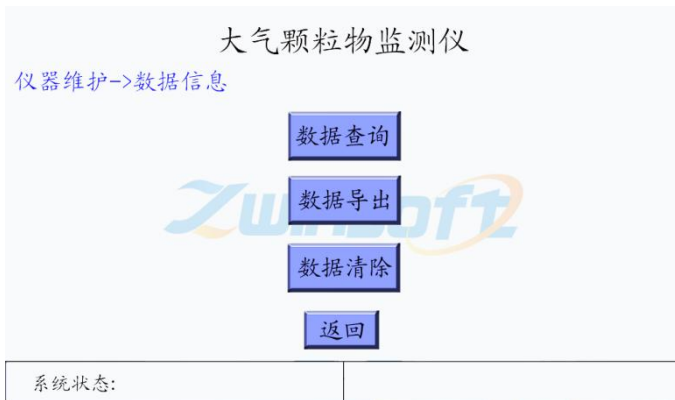 大气颗粒物监测仪
仪器维护->数据信息
数据查询
数据导出
数据清除
返回
系统状态: